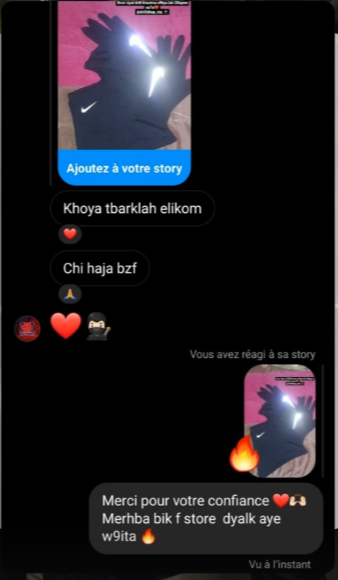 Ajoutez à votre story
Khoya tbarklah elikom
Chi haja bzf
Vous avez réagi à sa story
Merci pour votre confiance ❤️🫶🏻
Merhba bik f store dyalk aye
w9ita 🔥
Vu à l'instant